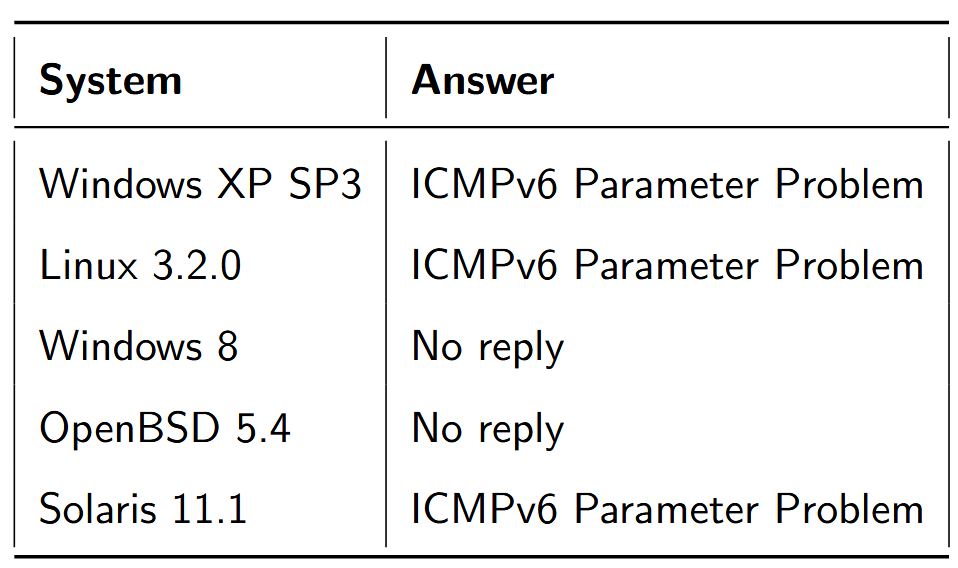 System Answer
Windows XP SP3 ICMPv6 Parameter Problem
Linux 3.2.0 ICMPv6 Parameter Problem
Windows 8 No reply
OpenBSD 5.4 No reply
Solaris 11.1 ICMPv6 Parameter Problem